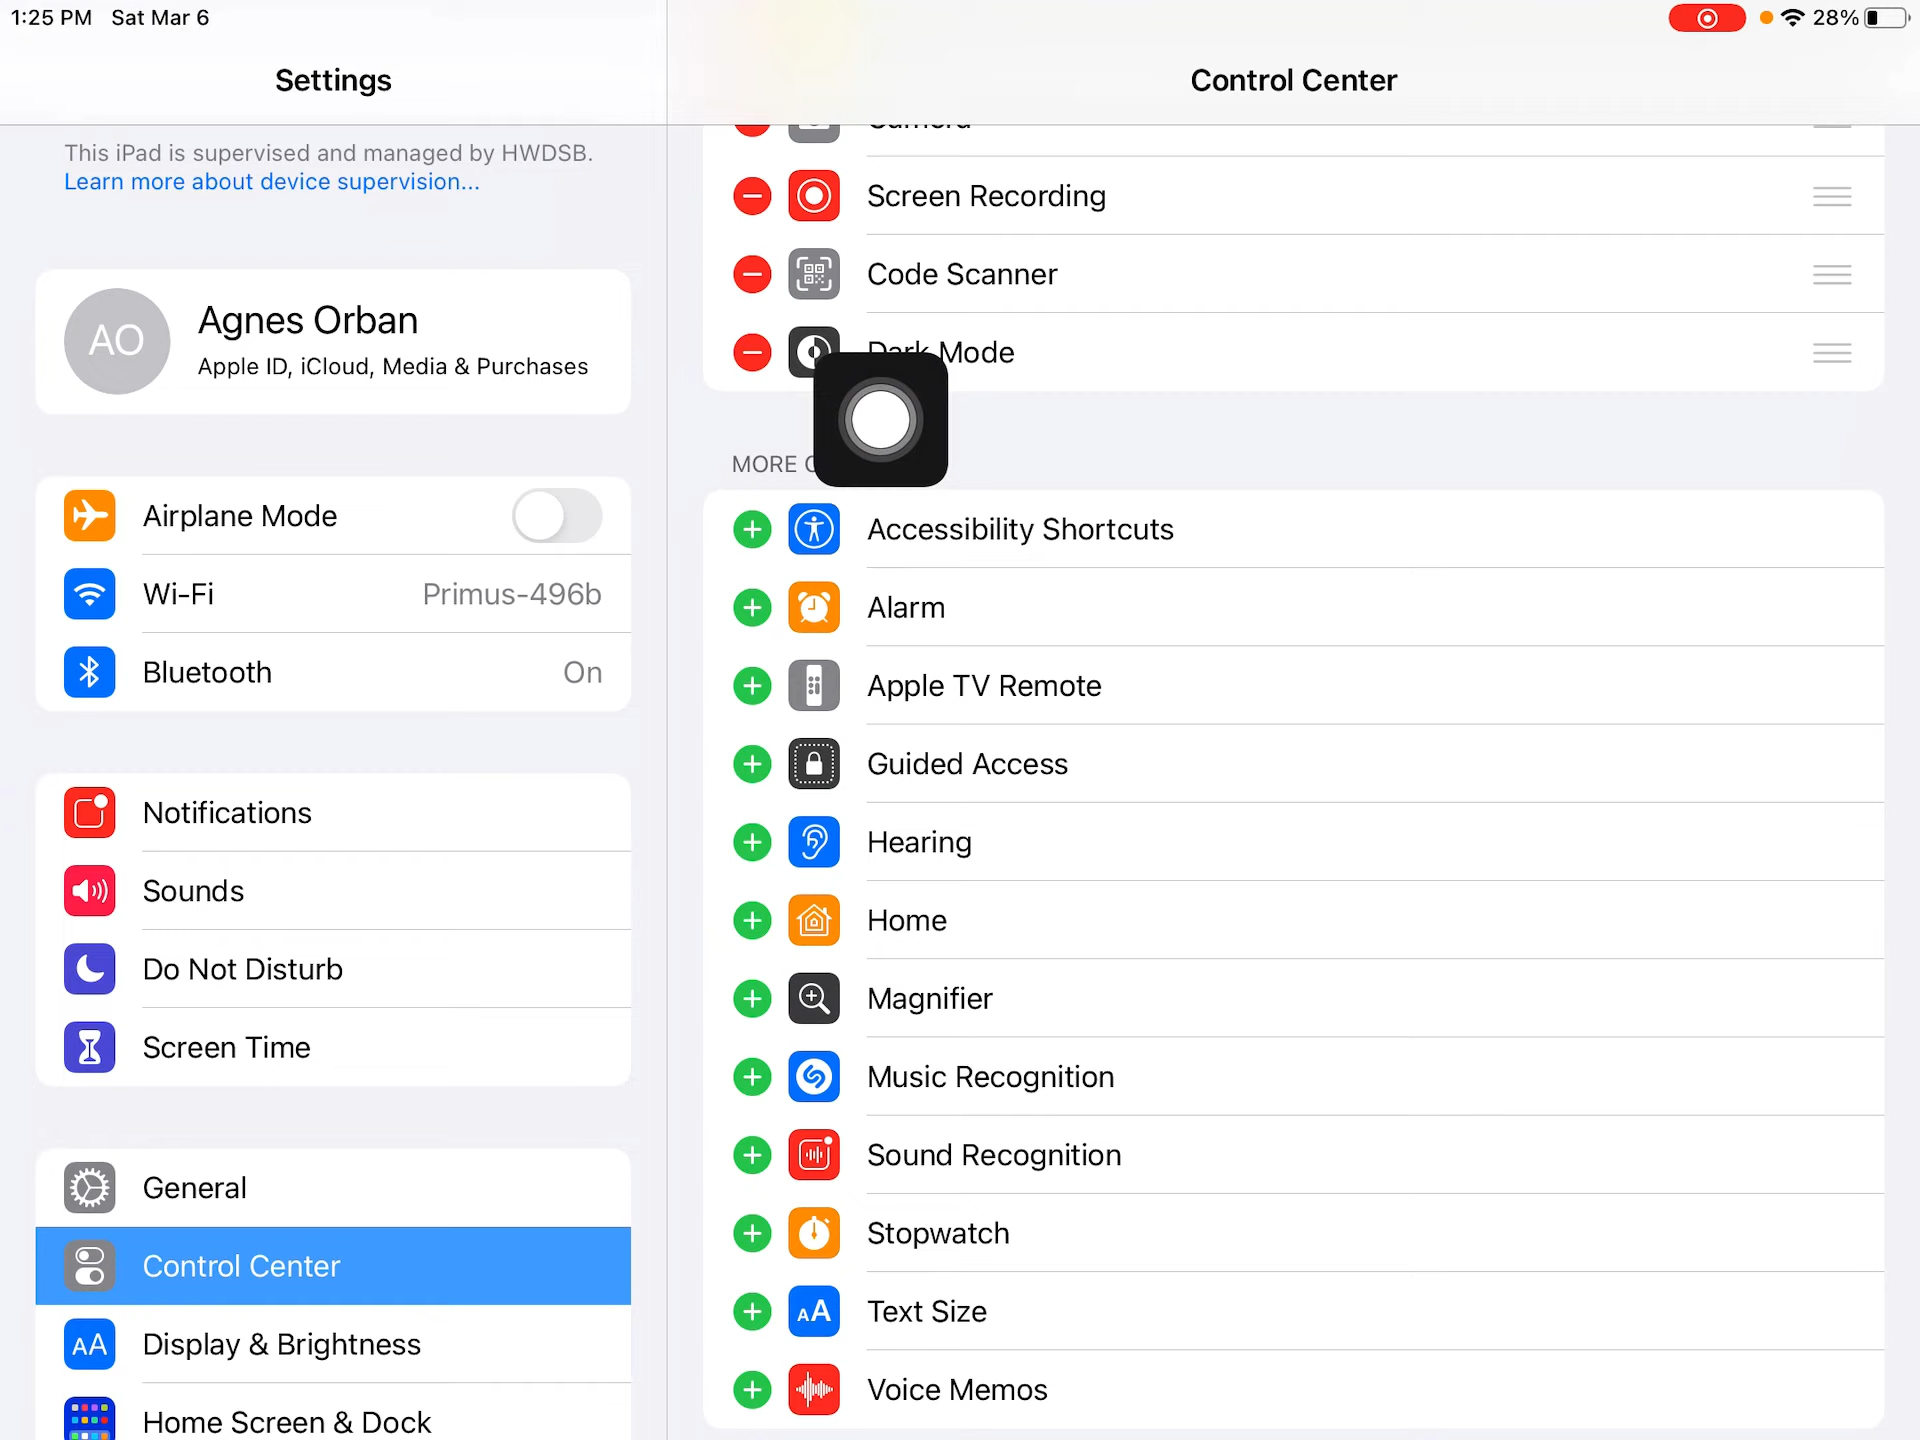 1:25 PM Sat Mar 6
28%
Settings
This iPad is supervised and managed by HWDSB.
Learn more about device supervision...
AO
Agnes Orban
Apple ID, iCloud, Media & Purchases
Airplane Mode
Wi-Fi Primus-496b
Bluetooth On
Notifications
Sounds
Do Not Disturb
Screen Time
General
Control Center
AA Display & Brightness
Home Screen & Dock
Control Center
Screen Recording
Code Scanner
Dark Mode
MORE
Accessibility Shortcuts
Alarm
Apple TV Remote
Guided Access
Hearing
Home
Magnifier
Music Recognition
Sound Recognition
Stopwatch
AA Text Size
Voice Memos